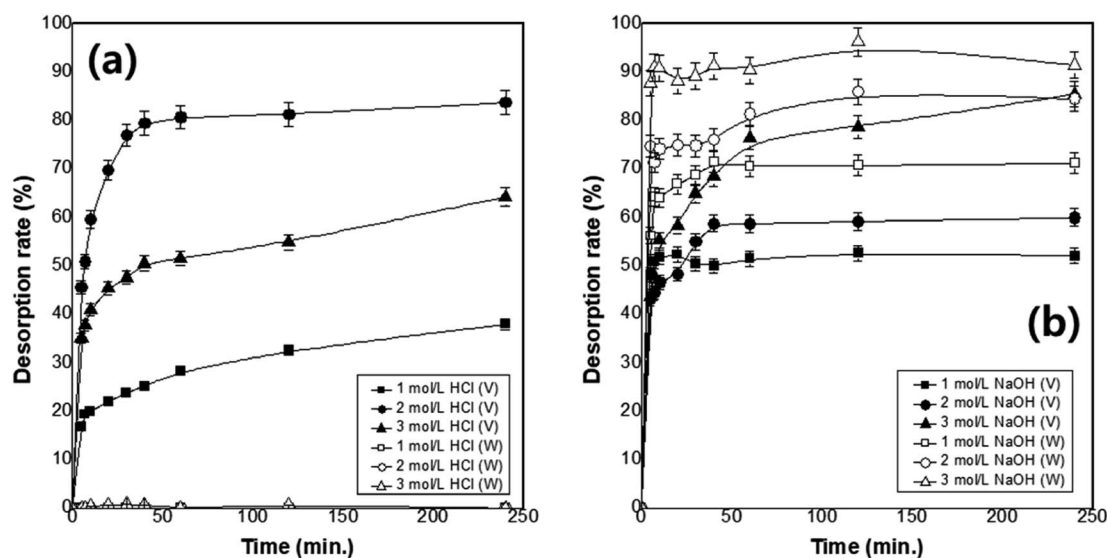 (a)
Desorption rate (%)
100
90
80
70
60
50
40
30
20
10
0
0 50 100 150 200 250
Time (min.)
1 mol/L HCl (V)
2 mol/L HCl (V)
3 mol/L HCl (V)
1 mol/L HCl (W)
2 mol/L HCl (W)
3 mol/L HCl (W)
(b)
Desorption rate (%)
100
90
80
70
60
50
40
30
20
10
0
0 50 100 150 200 250
Time (min.)
1 mol/L NaOH (V)
2 mol/L NaOH (V)
3 mol/L NaOH (V)
1 mol/L NaOH (W)
2 mol/L NaOH (W)
3 mol/L NaOH (W)